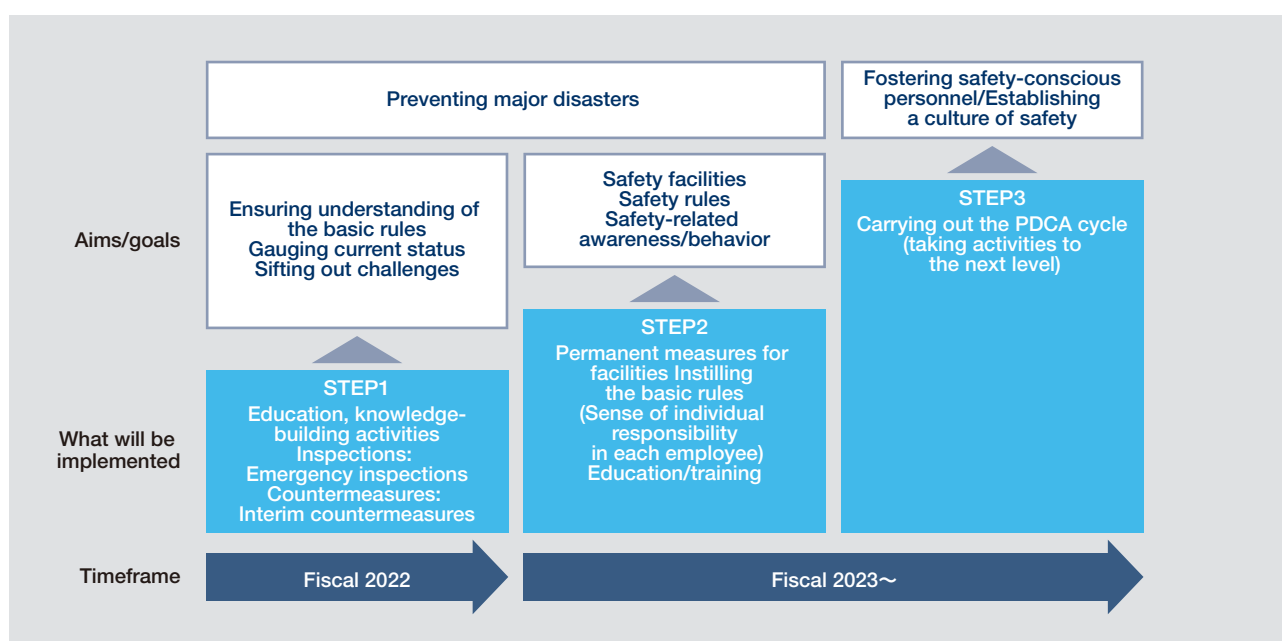 Preventing major disasters
Fostering safety-conscious
personnel/Establishing
a culture of safety
Aims/goals
Ensuring understanding of
the basic rules
Gauging current status
Sifting out challenges
Safety facilities
Safety rules
Safety-related
awareness/behavior
STEP3
Carrying out the PDCA cycle
(taking activities to
the next level)
What will be
implemented
STEP1
Education, knowledge-
building activities
Inspections:
Emergency inspections
Countermeasures:
Interim countermeasures
STEP2
Permanent measures for
facilities Instilling
the basic rules
(Sense of individual
responsibility
in each employee)
Education/training
Timeframe
Fiscal 2022
Fiscal 2023～